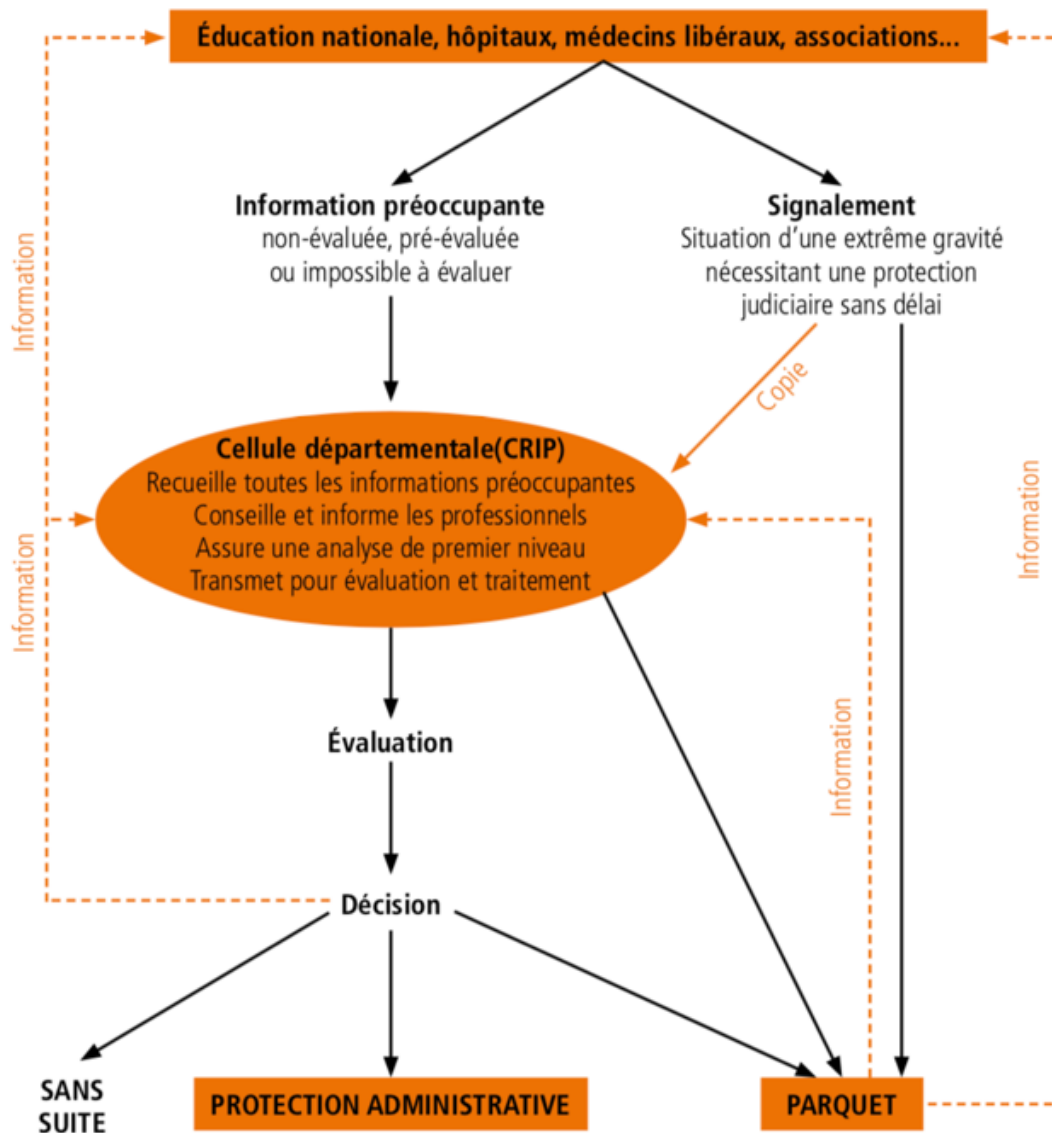 Éducation nationale, hôpitaux, médecins libéraux, associations...
Information préoccupante
non-évaluée, pré-évaluée
ou impossible à évaluer
Signalement
Situation d'une extrême gravité
nécessitant une protection
judiciaire sans délai
Information
Copie
Cellule départementale(CRIP)
Recueille toutes les informations préoccupantes
Conseille et informe les professionnels
Assure une analyse de premier niveau
Transmet pour évaluation et traitement
Information
Information
Évaluation
Information
Décision
SANS
SUITE
PROTECTION ADMINISTRATIVE
PARQUET